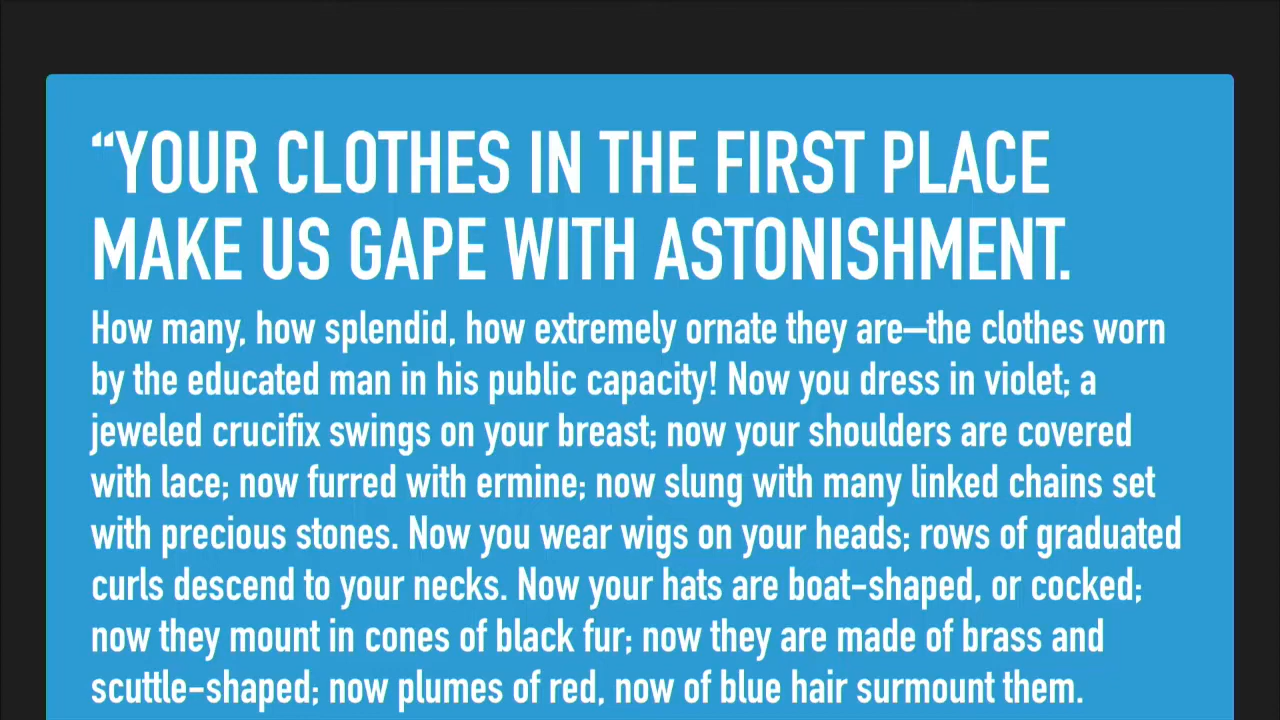 “YOUR CLOTHES IN THE FIRST PLACE
MAKE US GAPE WITH ASTONISHMENT.
How many, how splendid, how extremely ornate they are—the clothes worn
by the educated man in his public capacity! Now you dress in violet; a
jeweled crucifix swings on your breast; now your shoulders are covered
with lace; now furred with ermine; now slung with many linked chains set
with precious stones. Now you wear wigs on your heads; rows of graduated
curls descend to your necks. Now your hats are boat-shaped, or cocked;
now they mount in cones of black fur; now they are made of brass and
scuttle-shaped; now plumes of red, now of blue hair surmount them.